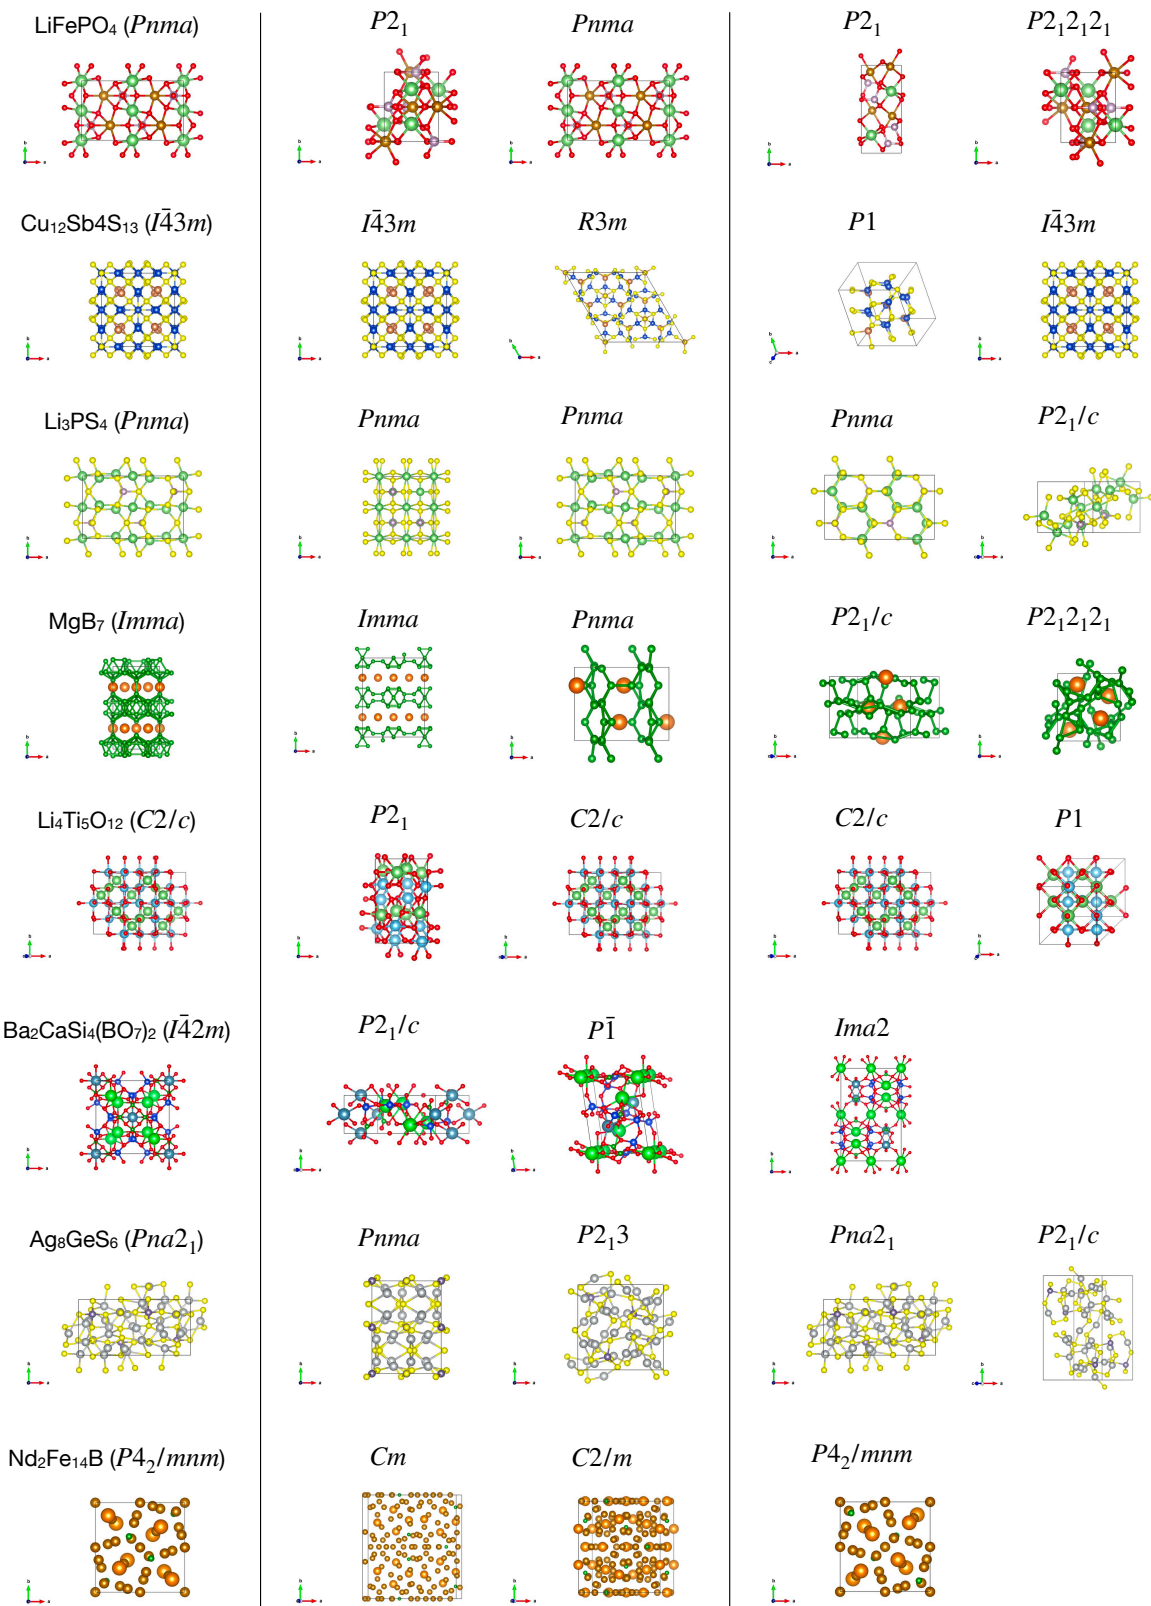 LiFePO₄ (Pnma) P2₁ Pnma P2₁ P2₁2₁2₁
Cu₁₂Sb4S₁₃ (I4̄3m) I4̄3m R3m P1 I4̄3m
Li₃PS₄ (Pnma) Pnma Pnma Pnma P2₁/c
MgB₇ (Imma) Imma Pnma P2₁/c P2₁2₁2₁
Li₄Ti₅O₁₂ (C2/c) P2₁ C2/c C2/c P1
Ba₂CaSi₄(BO₇)₂ (I4̄2m) P2₁/c P1̄ Ima2
Ag₈GeS₆ (Pna2₁) Pnma P2₁3 Pna2₁ P2₁/c
Nd₂Fe₁₄B (P4₂/mnm) Cm C2/m P4₂/mnm